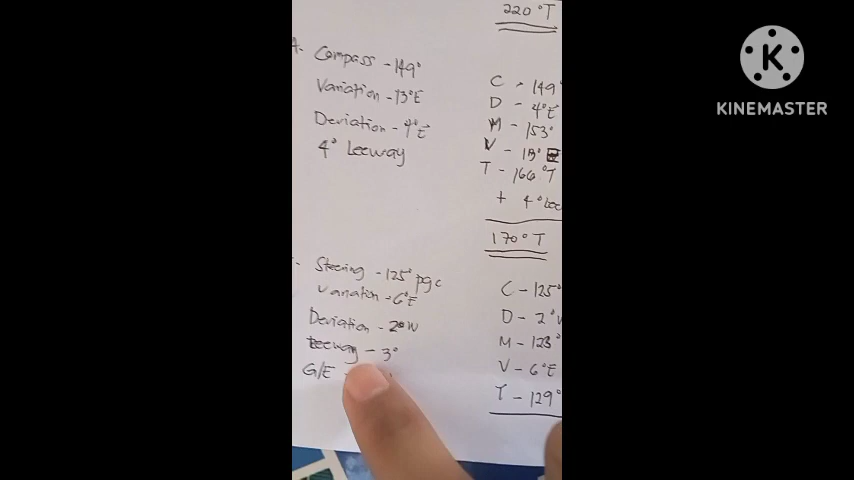 220°T
A. Compass - 149°
Variation - 13°E
Deviation - 4°E
4° Leeway
C - 149°
D - 4°E
M - 153°
V - 13°E
T - 166°T
+ 4° Lee
170°T
Steering - 125° pgc
Variation - 6°E
Deviation - 2°W
Leeway - 3°
G/E -
C - 125°
D - 2°W
M - 123°
V - 6°E
T - 129°
K
KINEMASTER